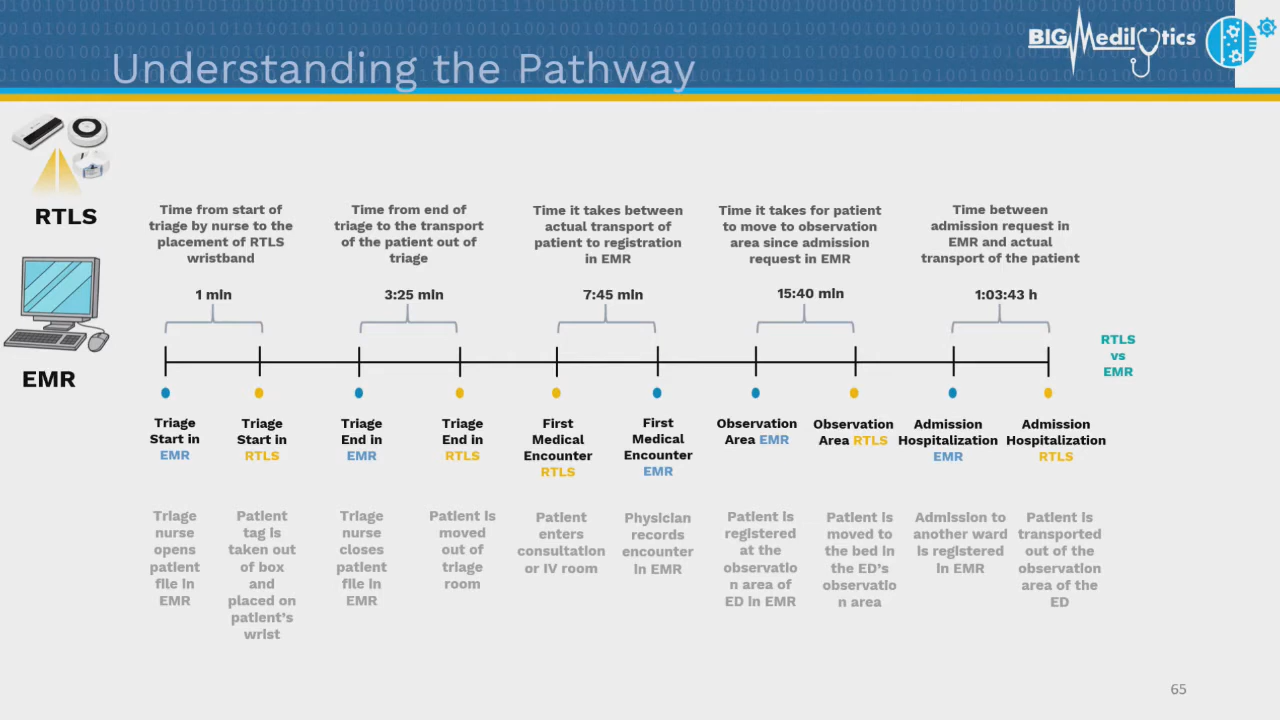 Understanding the Pathway
BIGMedilytics
RTLS
EMR
Time from start of
triage by nurse to the
placement of RTLS
wristband
Time from end of
triage to the transport
of the patient out of
triage
Time it takes between
actual transport of
patient to registration
in EMR
Time it takes for patient
to move to observation
area since admission
request in EMR
Time between
admission request in
EMR and actual
transport of the patient
1 min
3:25 min
7:45 min
15:40 min
1:03:43 h
RTLS
vs
EMR
Triage
Start in
EMR
Triage
Start in
RTLS
Triage
End in
EMR
Triage
End in
RTLS
First
Medical
Encounter
RTLS
First
Medical
Encounter
EMR
Observation
Area EMR
Observation
Area RTLS
Admission
Hospitalization
EMR
Admission
Hospitalization
RTLS
Triage
nurse
opens
patient
file in
EMR
Patient
tag is
taken out
of box
and
placed on
patient's
wrist
Triage
nurse
closes
patient
file in
EMR
Patient is
moved
out of
triage
room
Patient
enters
consultation
or IV room
Physician
records
encounter
in EMR
Patient is
registered
at the
observatio
n area of
ED in EMR
Patient is
moved to
the bed in
the ED's
observatio
n area
Admission to
another ward
is registered
in EMR
Patient is
transported
out of the
observation
area of the
ED
65